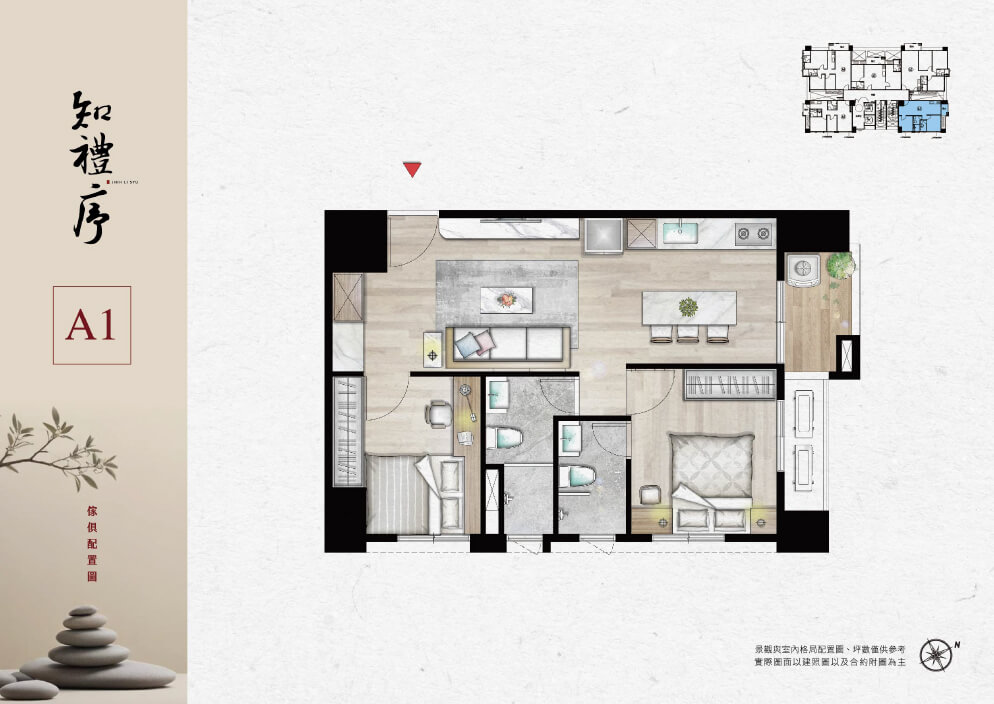 知禮序
JHIH LI SYU
A1
傢俱配置圖
景觀與室內格局配置圖、坪數僅供參考
實際圖面以建照圖以及合約附圖為主
N